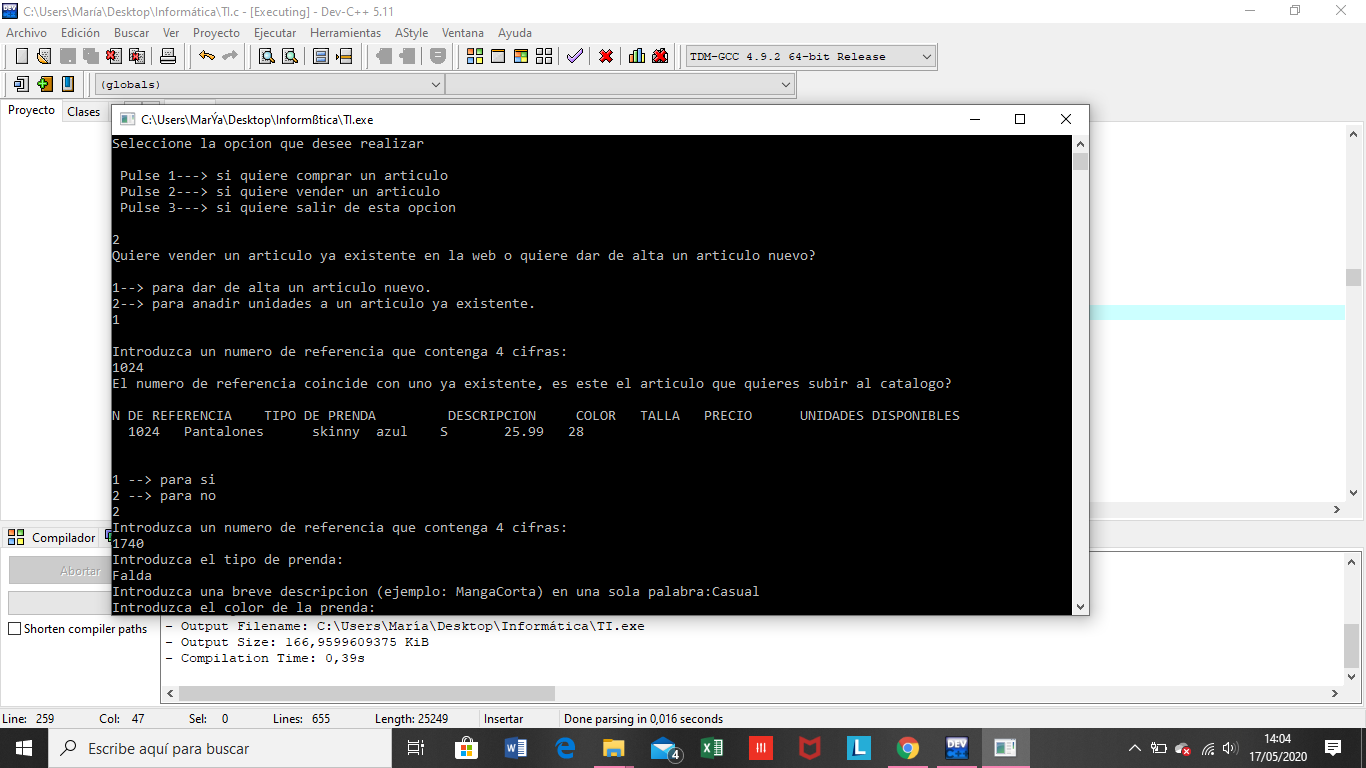 C:\Users\María\Desktop\Informática\TI.c - [Executing] - Dev-C++ 5.11
Archivo Edición Buscar Ver Proyecto Ejecutar Herramientas AStyle Ventana Ayuda
TDM-GCC 4.9.2 64-bit Release
(globals)
Proyecto Clases
C:\Users\MarÝa\Desktop\Informßtica\TI.exe
Seleccione la opcion que desee realizar
Pulse 1---> si quiere comprar un articulo
Pulse 2---> si quiere vender un articulo
Pulse 3---> si quiere salir de esta opcion
2
Quiere vender un articulo ya existente en la web o quiere dar de alta un articulo nuevo?
1--> para dar de alta un articulo nuevo.
2--> para anadir unidades a un articulo ya existente.
1
Introduzca un numero de referencia que contenga 4 cifras:
1024
El numero de referencia coincide con uno ya existente, es este el articulo que quieres subir al catalogo?
N DE REFERENCIA TIPO DE PRENDA DESCRIPCION COLOR TALLA PRECIO UNIDADES DISPONIBLES
1024 Pantalones skinny azul S 25.99 28
1 --> para si
2 --> para no
2
Introduzca un numero de referencia que contenga 4 cifras:
1740
Introduzca el tipo de prenda:
Falda
Introduzca una breve descripcion (ejemplo: MangaCorta) en una sola palabra:Casual
Introduzca el color de la prenda:
Compilador
Abortar
Shorten compiler paths
- Output Filename: C:\Users\María\Desktop\Informática\TI.exe
- Output Size: 166,9599609375 KiB
- Compilation Time: 0,39s
Line: 259 Col: 47 Sel: 0 Lines: 655 Length: 25249 Insertar Done parsing in 0,016 seconds
Escribe aquí para buscar
4
DEV
14:04
17/05/2020